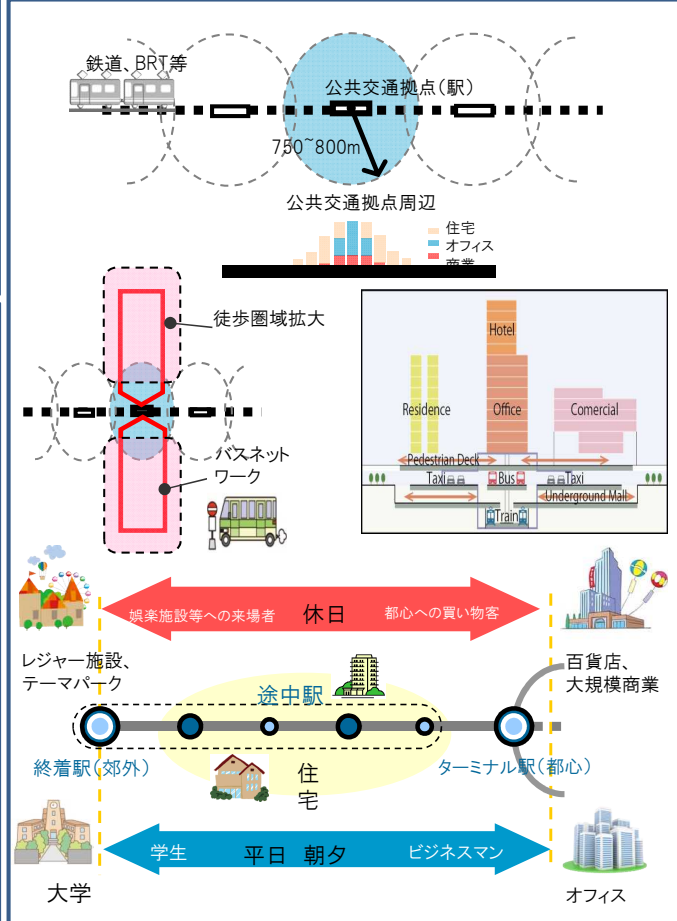 鉄道、BRT等
公共交通拠点(駅)
750~800m
公共交通拠点周辺
住宅
オフィス
商業
徒歩圏域拡大
バスネット
ワーク
Hotel
Residence
Office
Comercial
Pedestrian Deck
Taxi
Bus
Taxi
Underground Mall
Train
娯楽施設等への来場者
休日
都心への買い物客
レジャー施設、
テーマパーク
百貨店、
大規模商業
途中駅
終着駅(郊外)
住
宅
ターミナル駅(都心)
学生
平日 朝夕
ビジネスマン
大学
オフィス